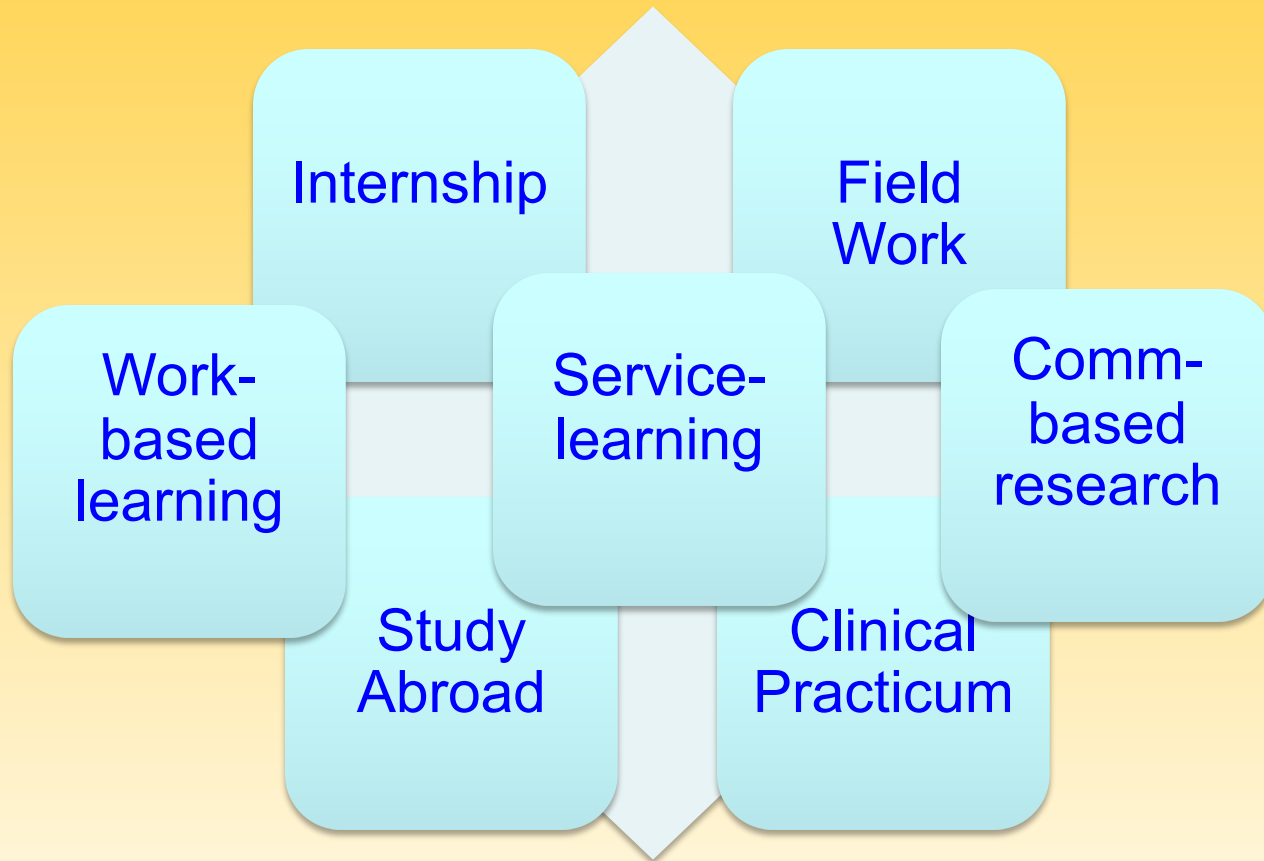 Internship
Field
Work
Work-
based
learning
Service-
learning
Comm-
based
research
Study
Abroad
Clinical
Practicum